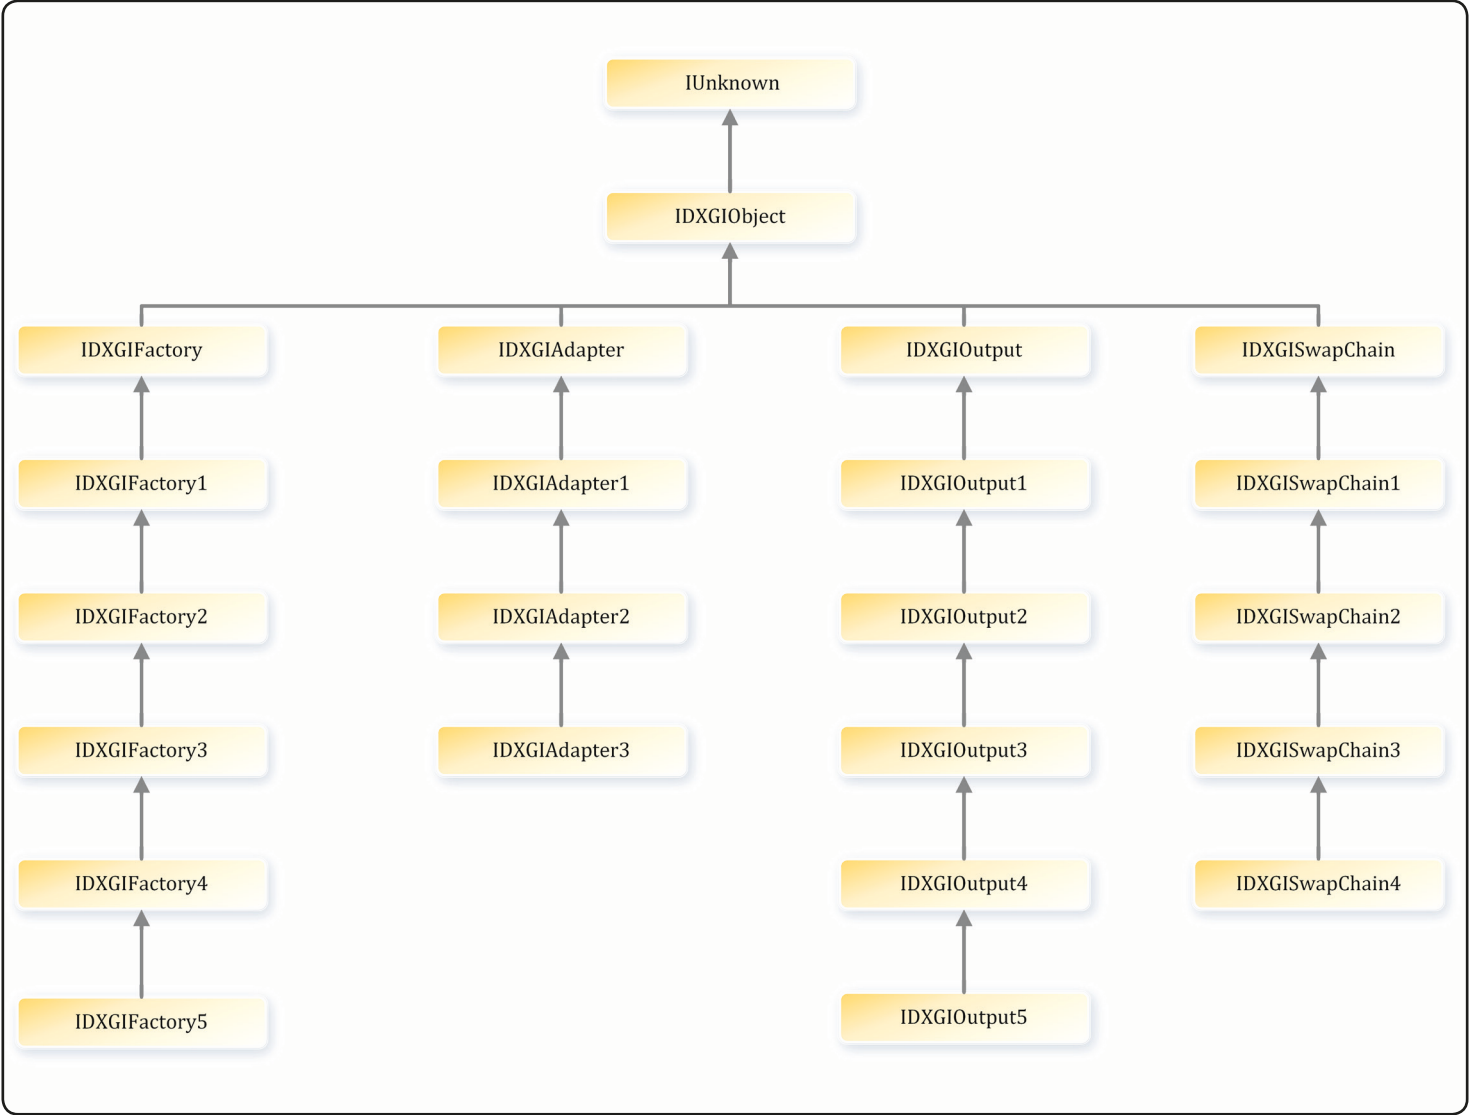 IUnknown
IDXGIObject
IDXGIFactory
IDXGIAdapter
IDXGIOutput
IDXGISwapChain
IDXGIFactory1
IDXGIAdapter1
IDXGIOutput1
IDXGISwapChain1
IDXGIFactory2
IDXGIAdapter2
IDXGIOutput2
IDXGISwapChain2
IDXGIFactory3
IDXGIAdapter3
IDXGIOutput3
IDXGISwapChain3
IDXGIFactory4
IDXGIOutput4
IDXGISwapChain4
IDXGIFactory5
IDXGIOutput5